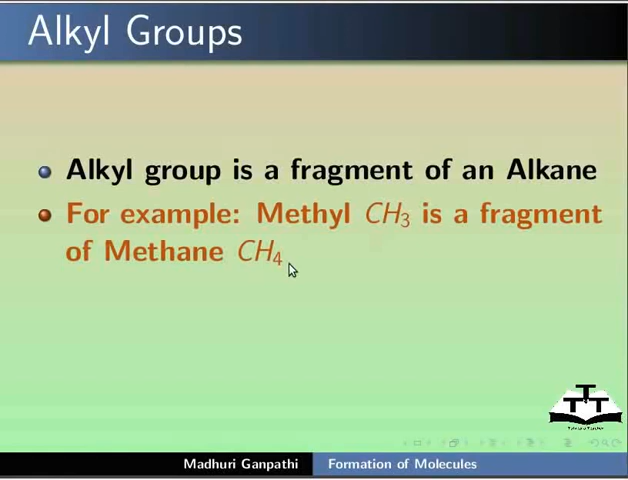 Alkyl Groups
Alkyl group is a fragment of an Alkane
For example: Methyl CH₃ is a fragment
of Methane CH₄
TTT
Madhuri Ganpathi Formation of Molecules